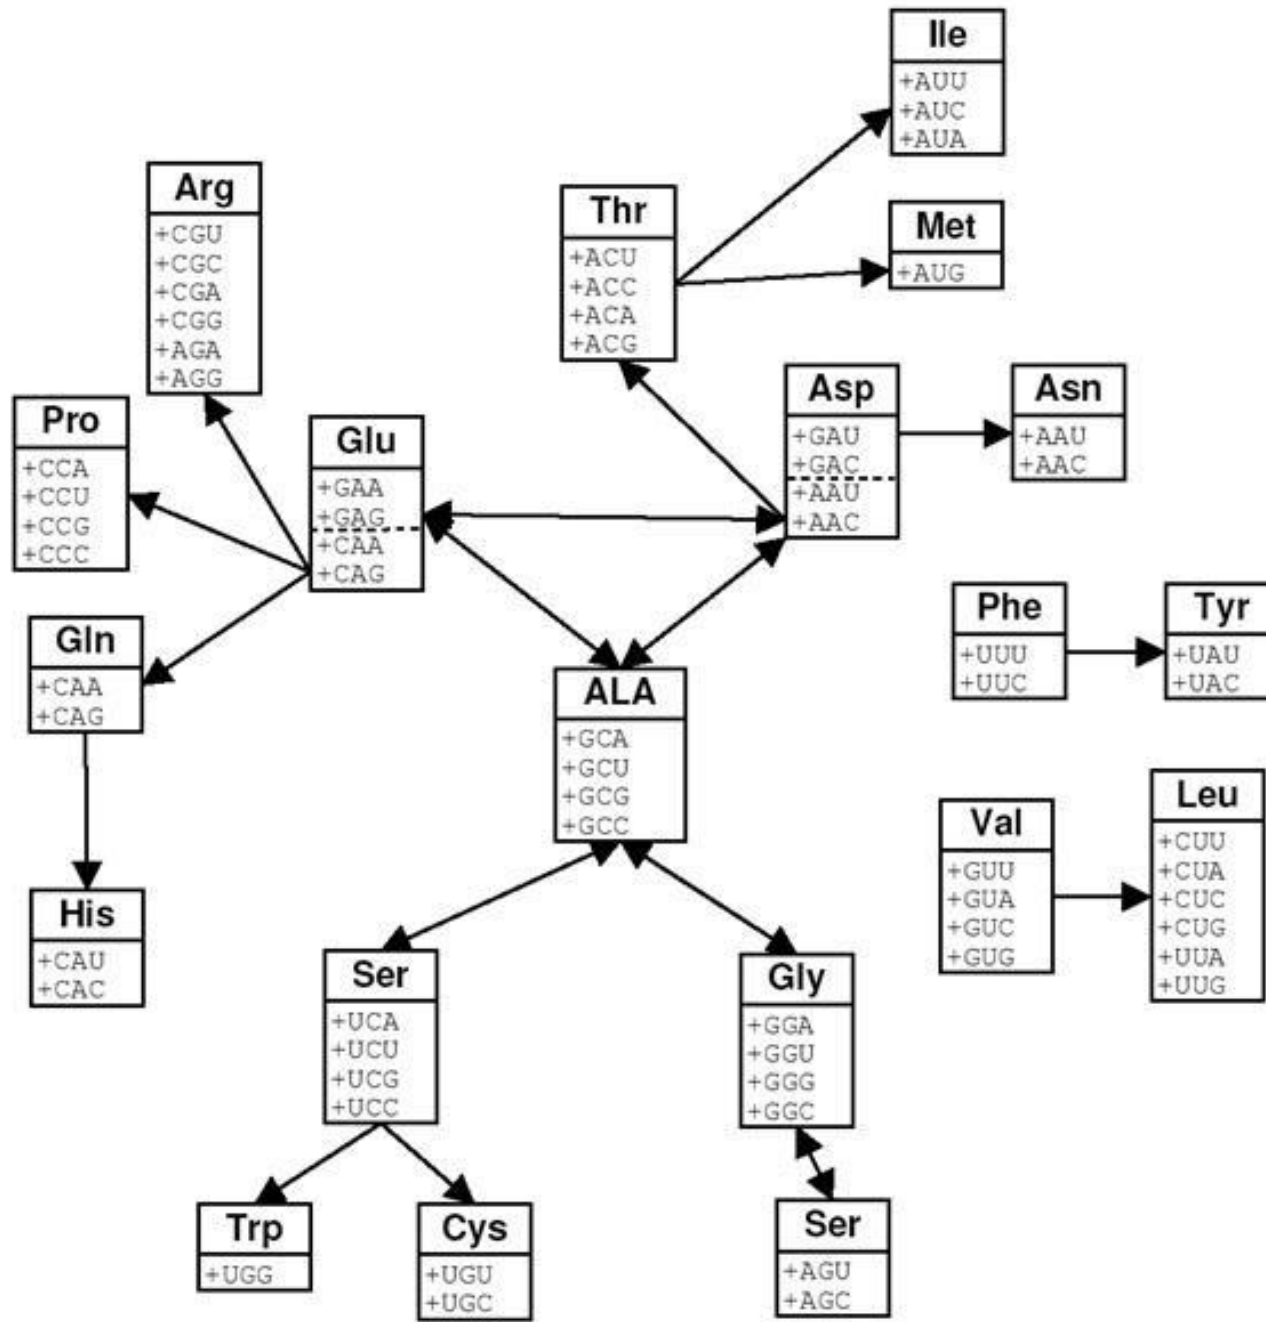 Ile
+AUU
+AUC
+AUA
Arg
+CGU
+CGC
+CGA
+CGG
+AGA
+AGG
Thr
+ACU
+ACC
+ACA
+ACG
Met
+AUG
Pro
+CCA
+CCU
+CCG
+CCC
Glu
+GAA
+GAG
+CAA
+CAG
Asp
+GAU
+GAC
+AAU
+AAC
Asn
+AAU
+AAC
Gln
+CAA
+CAG
Phe
+UUU
+UUC
Tyr
+UAU
+UAC
ALA
+GCA
+GCU
+GCG
+GCC
Val
+GUU
+GUA
+GUC
+GUG
Leu
+CUU
+CUA
+CUC
+CUG
+UUA
+UUG
His
+CAU
+CAC
Ser
+UCA
+UCU
+UCG
+UCC
Gly
+GGA
+GGU
+GGG
+GGC
Trp
+UGG
Cys
+UGU
+UGC
Ser
+AGU
+AGC